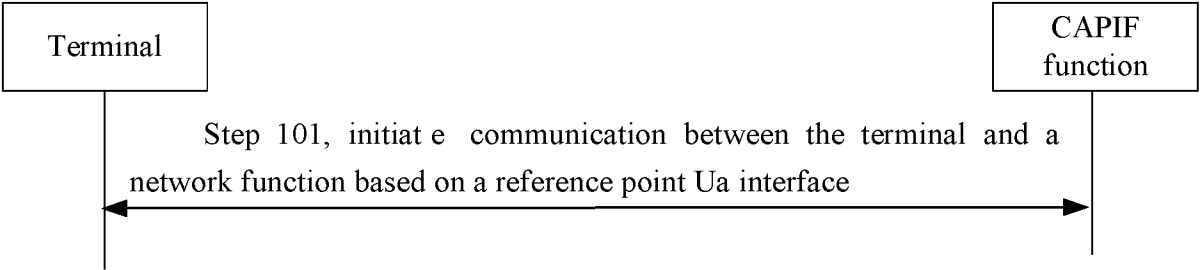 Terminal
CAPIF
function
Step 101, initiat e communication between the terminal and a
network function based on a reference point Ua interface